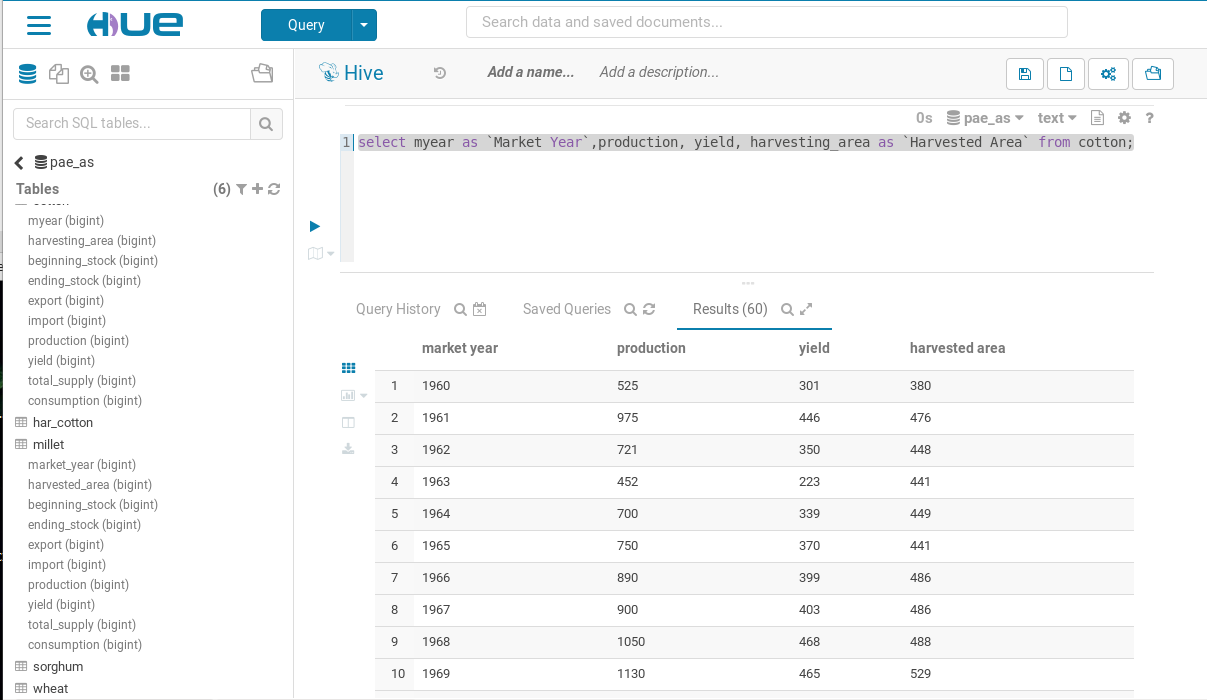 HUE
Query
Search data and saved documents...
Hive
Add a name...
Add a description...
Search SQL tables...
pae_as
Tables
(6)
myear (bigint)
harvesting_area (bigint)
beginning_stock (bigint)
ending_stock (bigint)
export (bigint)
import (bigint)
production (bigint)
yield (bigint)
total_supply (bigint)
consumption (bigint)
har_cotton
millet
market_year (bigint)
harvested_area (bigint)
beginning_stock (bigint)
ending_stock (bigint)
export (bigint)
import (bigint)
production (bigint)
yield (bigint)
total_supply (bigint)
consumption (bigint)
sorghum
wheat
0s pae_as text ?
1 select myear as `Market Year`,production, yield, harvesting_area as `Harvested Area` from cotton;
Query History Saved Queries Results (60)
market year production yield harvested area
1 1960 525 301 380
2 1961 975 446 476
3 1962 721 350 448
4 1963 452 223 441
5 1964 700 339 449
6 1965 750 370 441
7 1966 890 399 486
8 1967 900 403 486
9 1968 1050 468 488
10 1969 1130 465 529